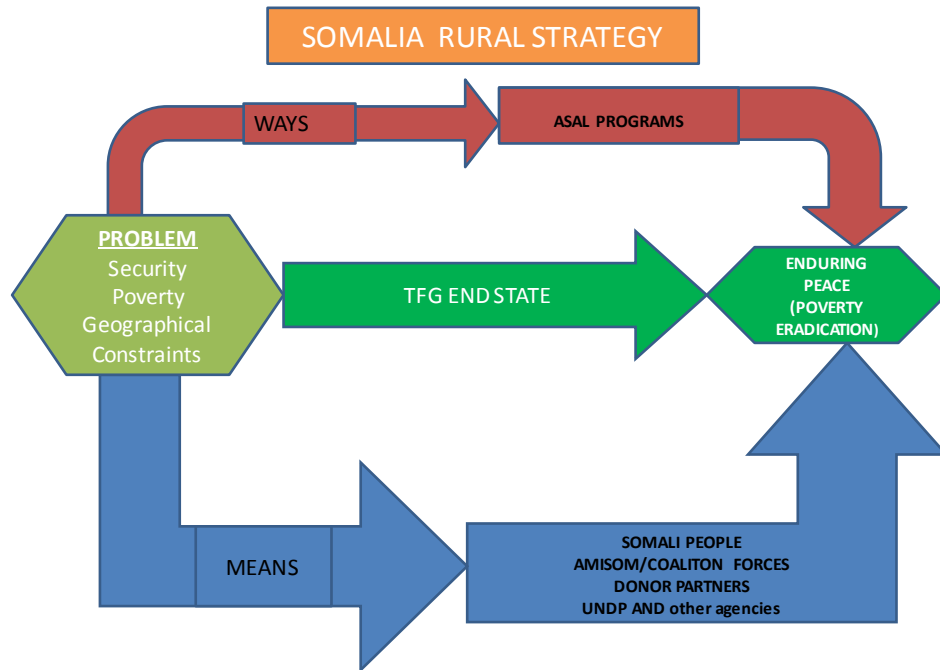 SOMALIA RURAL STRATEGY
WAYS
ASAL PROGRAMS
PROBLEM
Security
Poverty
Geographical
Constraints
TFG END STATE
ENDURING
PEACE
(POVERTY
ERADICATION)
MEANS
SOMALI PEOPLE
AMISOM/COALITON FORCES
DONOR PARTNERS
UNDP AND other agencies